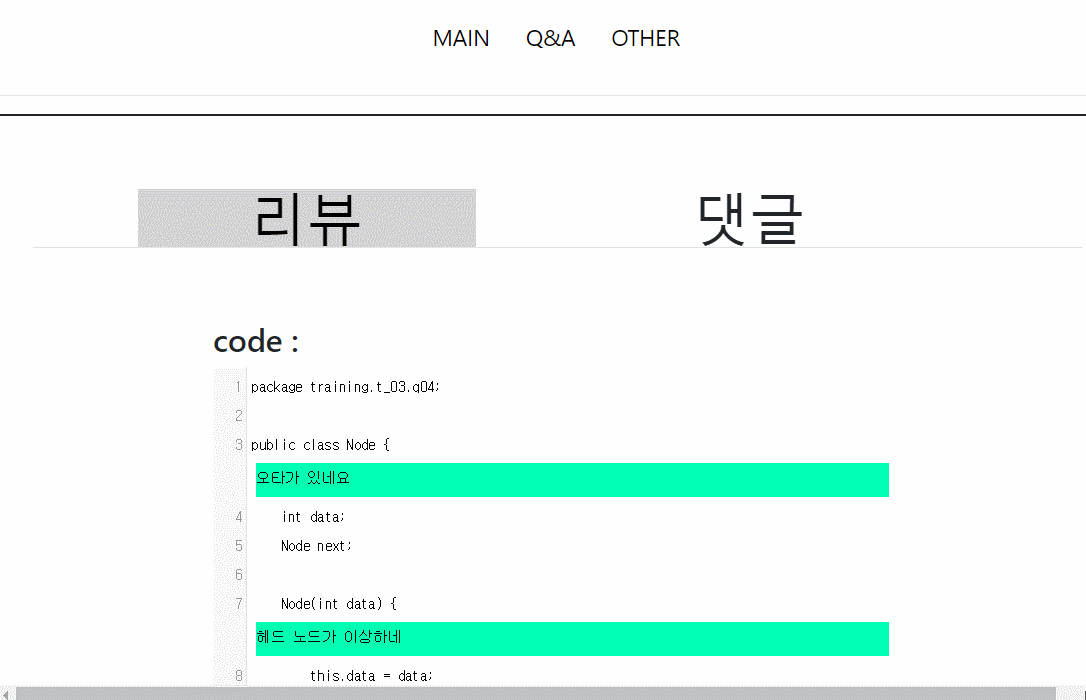 MAIN Q&A OTHER
리뷰 댓글
code :
1 package training.t_03.q04;
2
3 public class Node {
오타가 있네요
4 int data;
5 Node next;
6
7 Node(int data) {
헤드 노드가 이상하네
8 this.data = data;